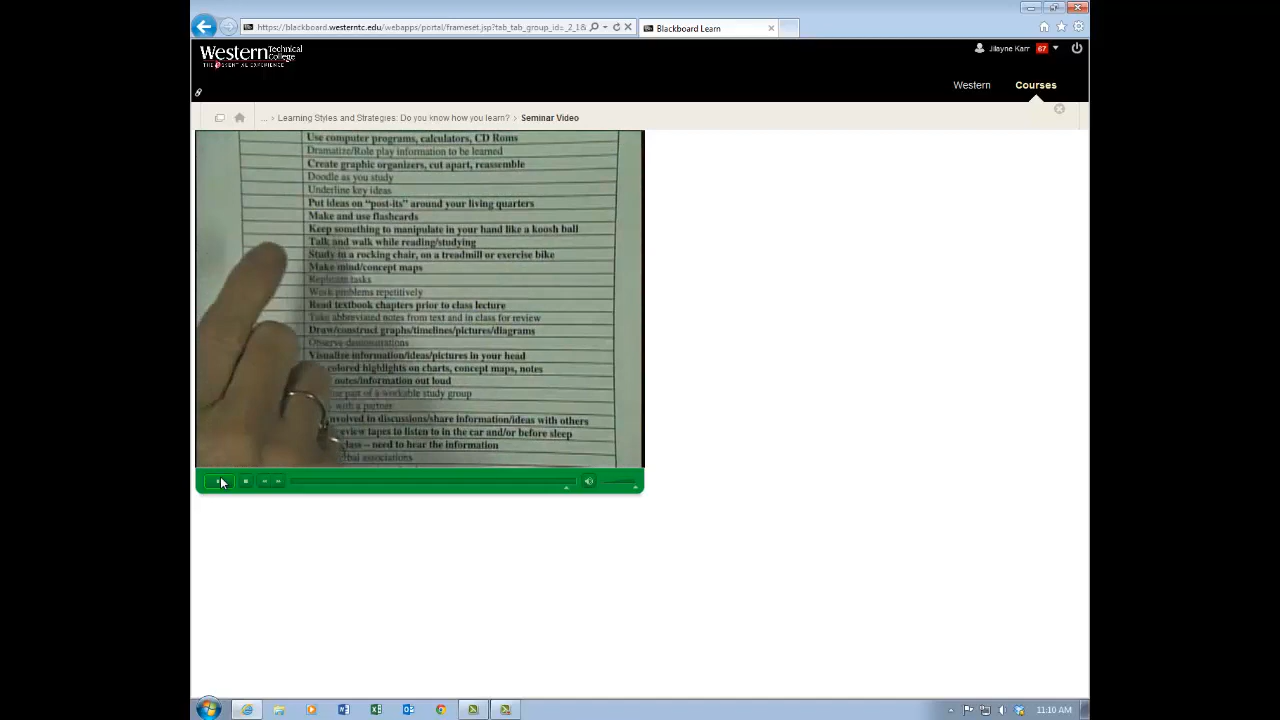 https://blackboard.westerntc.edu/webapps/portal/frameset.jsp?tab_tab_group_id=_2_1&
Blackboard Learn
Western
Technical
College
Jilayne Karr 67
Western Courses
... > Learning Styles and Strategies: Do you know how you learn? > Seminar Video
Use computer programs, calculators, CD Roms
Dramatize/Role play information to be learned
Create graphic organizers, cut apart, reassemble
Doodle as you study
Underline key ideas
Put ideas on “post-its” around your living quarters
Make and use flashcards
Keep something to manipulate in your hand like a koosh ball
Talk and walk while reading/studying
Study in a rocking chair, on a treadmill or exercise bike
Make mind/concept maps
Replicate tasks
Work problems repetitively
Read textbook chapters prior to class lecture
Take abbreviated notes from text and in class for review
Draw/construct graphs/timelines/pictures/diagrams
Observe demonstrations
Visualize information/ideas/pictures in your head
colored highlights on charts, concept maps, notes
notes/information out loud
part of a workable study group
with a partner
involved in discussions/share information/ideas with others
tapes to listen to in the car and/or before sleep
– need to hear the information
associations
11:10 AM